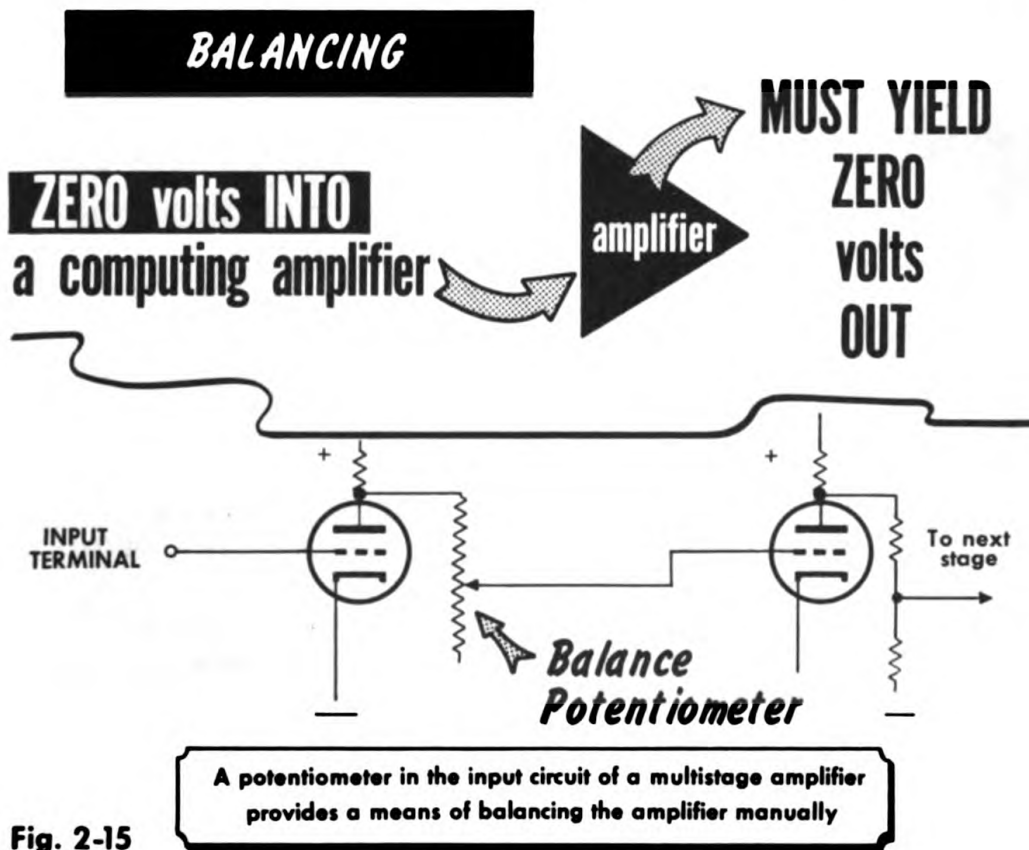 BALANCING
ZERO volts INTO
a computing amplifier
amplifier
MUST YIELD
ZERO
volts
OUT
+
+
INPUT
TERMINAL
To next
stage
Balance
Potentiometer
A potentiometer in the input circuit of a multistage amplifier
provides a means of balancing the amplifier manually
Fig. 2-15